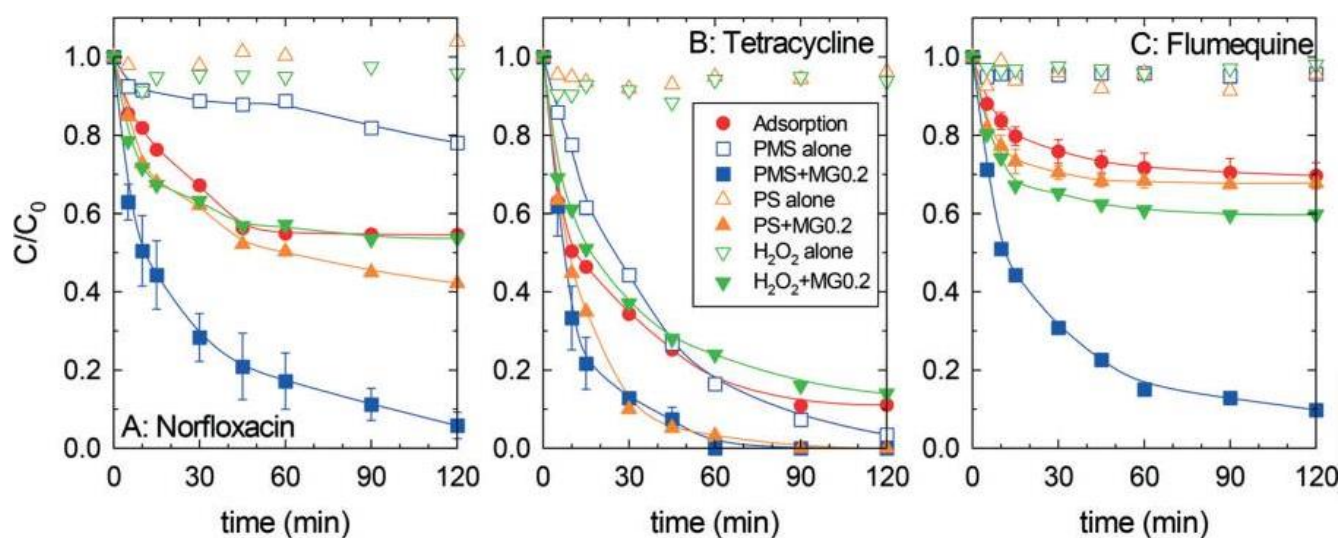 A: Norfloxacin
B: Tetracycline
C: Flumequine
C/C₀
1.0
0.8
0.6
0.4
0.2
0.0
0
30
60
90
120
time (min)
1.0
0.8
0.6
0.4
0.2
0.0
0
30
60
90
120
time (min)
Adsorption
PMS alone
PMS+MG0.2
PS alone
PS+MG0.2
H₂O₂ alone
H₂O₂+MG0.2
1.0
0.8
0.6
0.4
0.2
0.0
0
30
60
90
120
time (min)